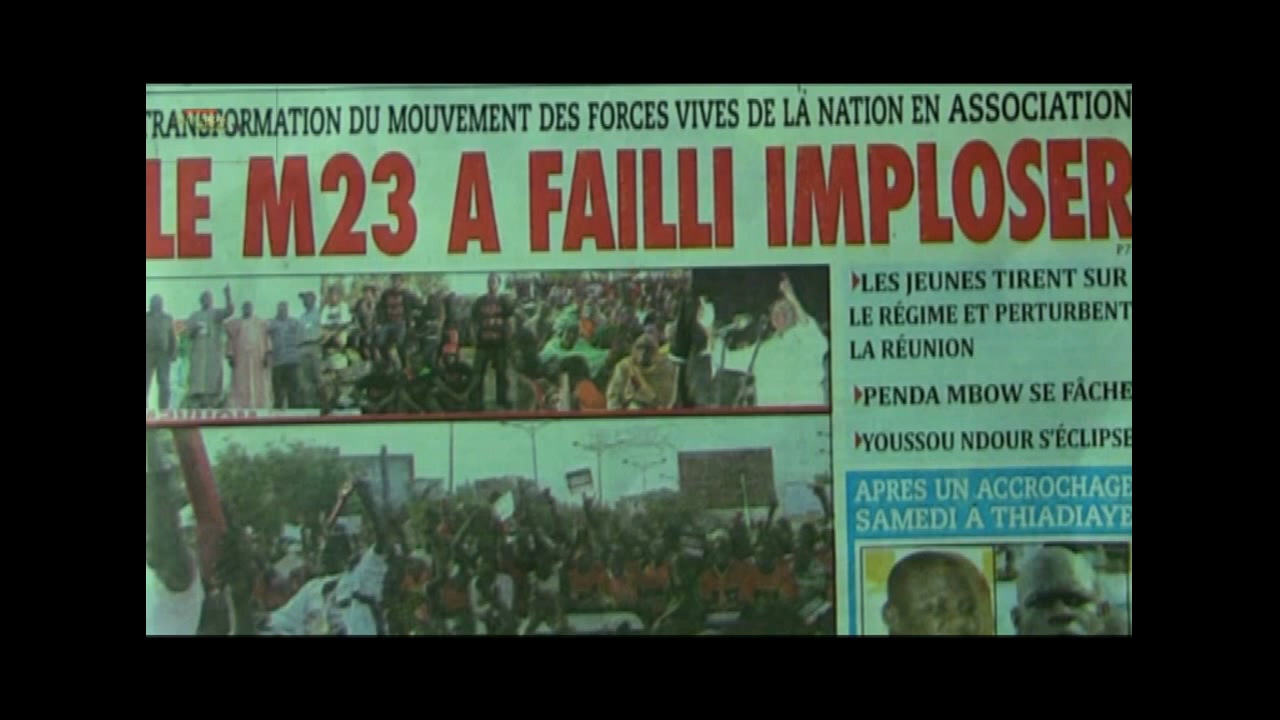 TRANSFORMATION DU MOUVEMENT DES FORCES VIVES DE LA NATION EN ASSOCIATION
LE M23 A FAILLI IMPLOSER
P7
LES JEUNES TIRENT SUR
LE RÉGIME ET PERTURBENT
LA RÉUNION
PENDA MBOW SE FÂCHE
YOUSSOU NDOUR S'ÉCLIPSE
APRES UN ACCROCHAGE
SAMEDI A THIADIAYE